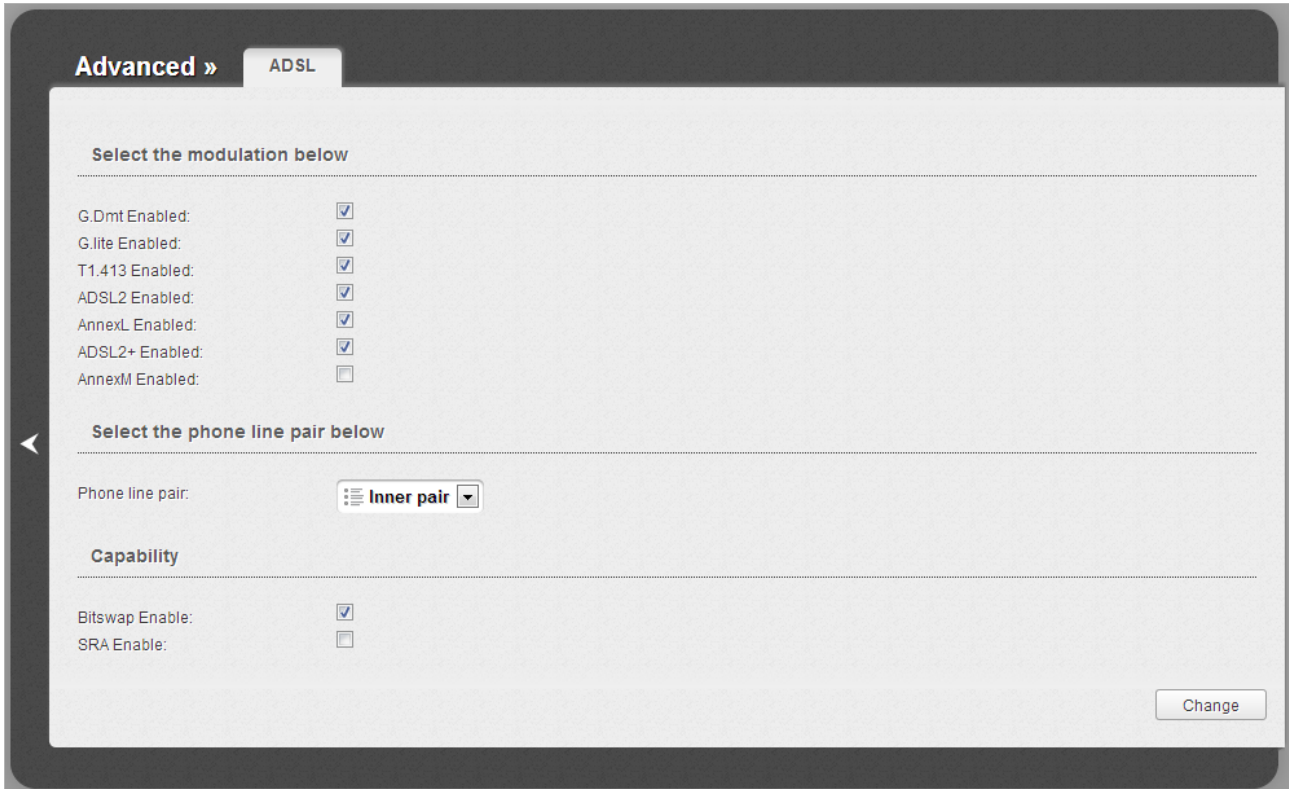 Advanced »
ADSL
Select the modulation below
G.Dmt Enabled:
G.lite Enabled:
T1.413 Enabled:
ADSL2 Enabled:
AnnexL Enabled:
ADSL2+ Enabled:
AnnexM Enabled:
Select the phone line pair below
Phone line pair:
Inner pair
Capability
Bitswap Enable:
SRA Enable:
Change